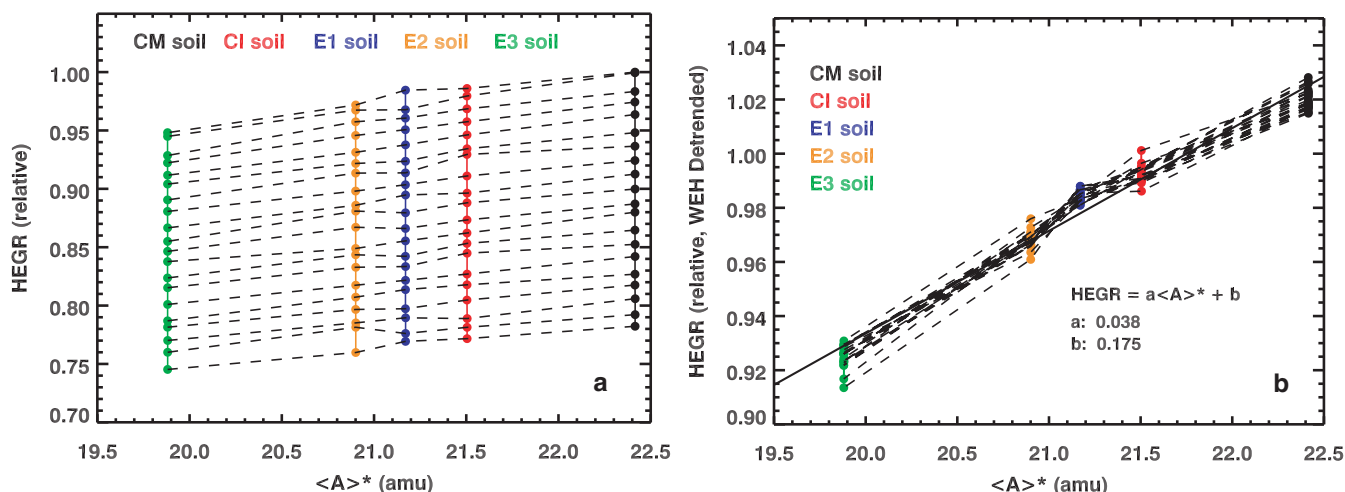 CM soil CI soil E1 soil E2 soil E3 soil
HEGR (relative)
1.00
0.95
0.90
0.85
0.80
0.75
0.70
a
19.5 20.0 20.5 21.0 21.5 22.0 22.5
<A>* (amu)
HEGR (relative, WEH Detrended)
1.04
1.02
1.00
0.98
0.96
0.94
0.92
0.90
CM soil
CI soil
E1 soil
E2 soil
E3 soil
HEGR = a<A>* + b
a: 0.038
b: 0.175
b
19.5 20.0 20.5 21.0 21.5 22.0 22.5
<A>* (amu)